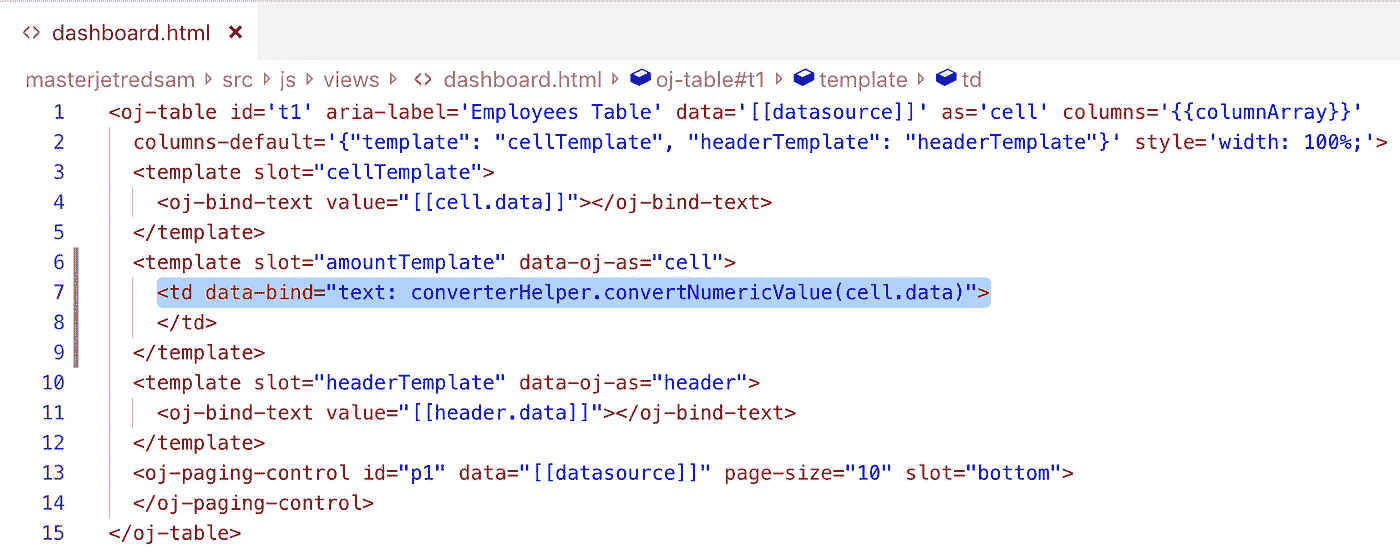 dashboard.html ×
masterjetredsam src js views dashboard.html oj-table#t1 template td
1 <oj-table id='t1' aria-label='Employees Table' data='[[datasource]]' as='cell' columns='{{columnArray}}'
2 columns-default='{"template": "cellTemplate", "headerTemplate": "headerTemplate"}' style='width: 100%;'>
3 <template slot="cellTemplate">
4 <oj-bind-text value="[[cell.data]]"></oj-bind-text>
5 </template>
6 <template slot="amountTemplate" data-oj-as="cell">
7 <td data-bind="text: converterHelper.convertNumericValue(cell.data)">
8 </td>
9 </template>
10 <template slot="headerTemplate" data-oj-as="header">
11 <oj-bind-text value="[[header.data]]"></oj-bind-text>
12 </template>
13 <oj-paging-control id="p1" data="[[datasource]]" page-size="10" slot="bottom">
14 </oj-paging-control>
15 </oj-table>